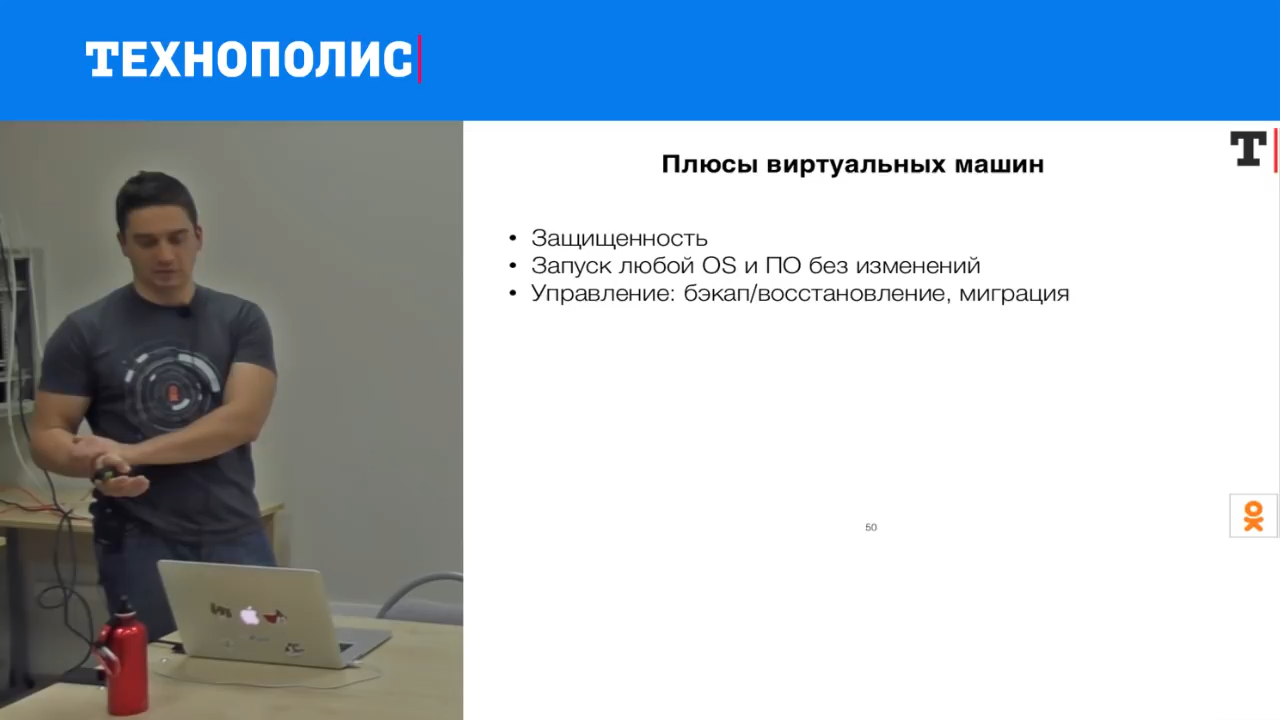 ТЕХНОПОЛИС
Т
Плюсы виртуальных машин
• Защищенность
• Запуск любой OS и ПО без изменений
• Управление: бэкап/восстановление, миграция
50